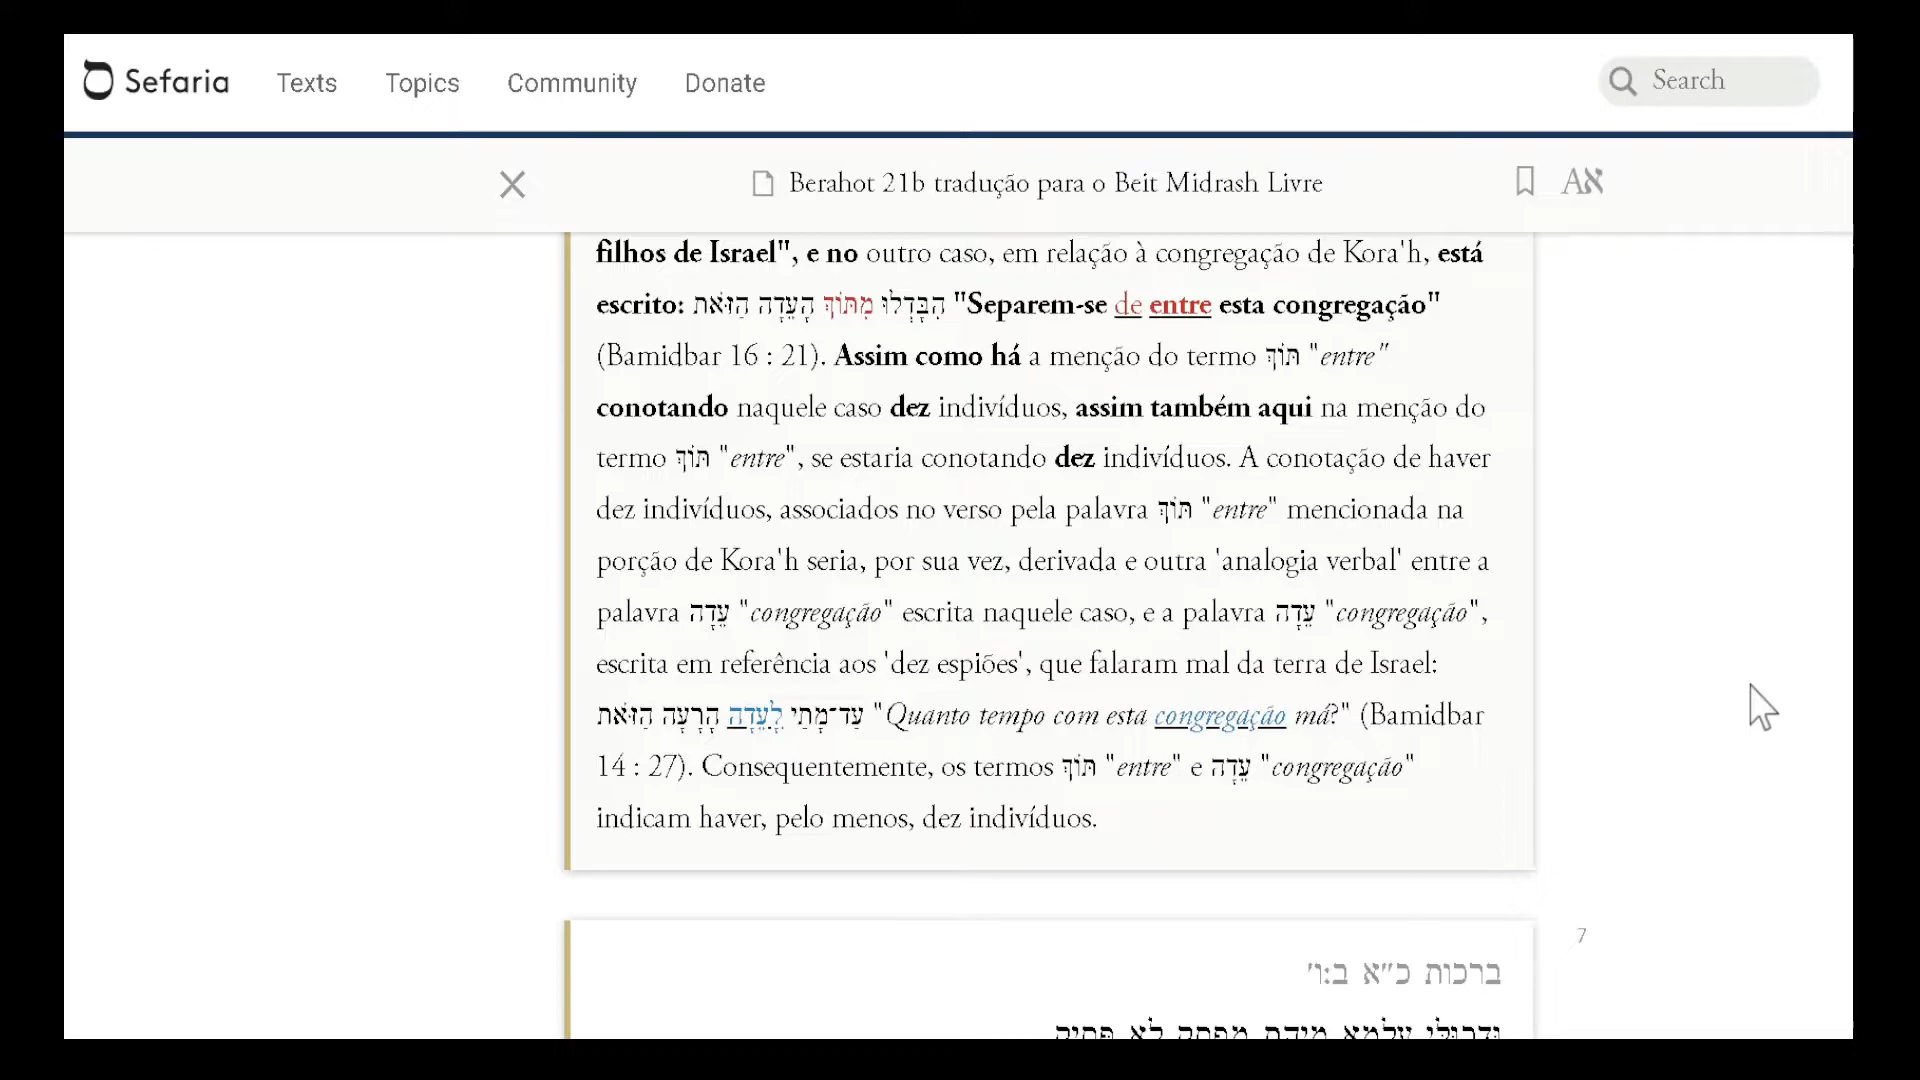 Sefaria Texts Topics Community Donate Search
Berahot 21b tradução para o Beit Midrash Livre Aא
filhos de Israel", e no outro caso, em relação à congregação de Kora'h, está
escrito: הִבָּדְלוּ מִתּוֹךְ הָעֵדָה הַזֹּאת "Separem-se de entre esta congregação"
(Bamidbar 16 : 21). Assim como há a menção do termo תּוֹךְ "entre"
conotando naquele caso dez indivíduos, assim também aqui na menção do
termo תּוֹךְ "entre", se estaria conotando dez indivíduos. A conotação de haver
dez indivíduos, associados no verso pela palavra תּוֹךְ "entre" mencionada na
porção de Kora'h seria, por sua vez, derivada e outra 'analogia verbal' entre a
palavra עֵדָה "congregação" escrita naquele caso, e a palavra עֵדָה "congregação",
escrita em referência aos 'dez espiões', que falaram mal da terra de Israel:
עַד־מָתַי לָעֵדָה הָרָעָה הַזֹּאת "Quanto tempo com esta congregação má?" (Bamidbar
14 : 27). Consequentemente, os termos תּוֹךְ "entre" e עֵדָה "congregação"
indicam haver, pelo menos, dez indivíduos.
7
ברכות כ״א ב:ו׳
וּדְכוּלֵּי עָלְמָא מִיהַת מִפְסָק לָא פָּסֵיק